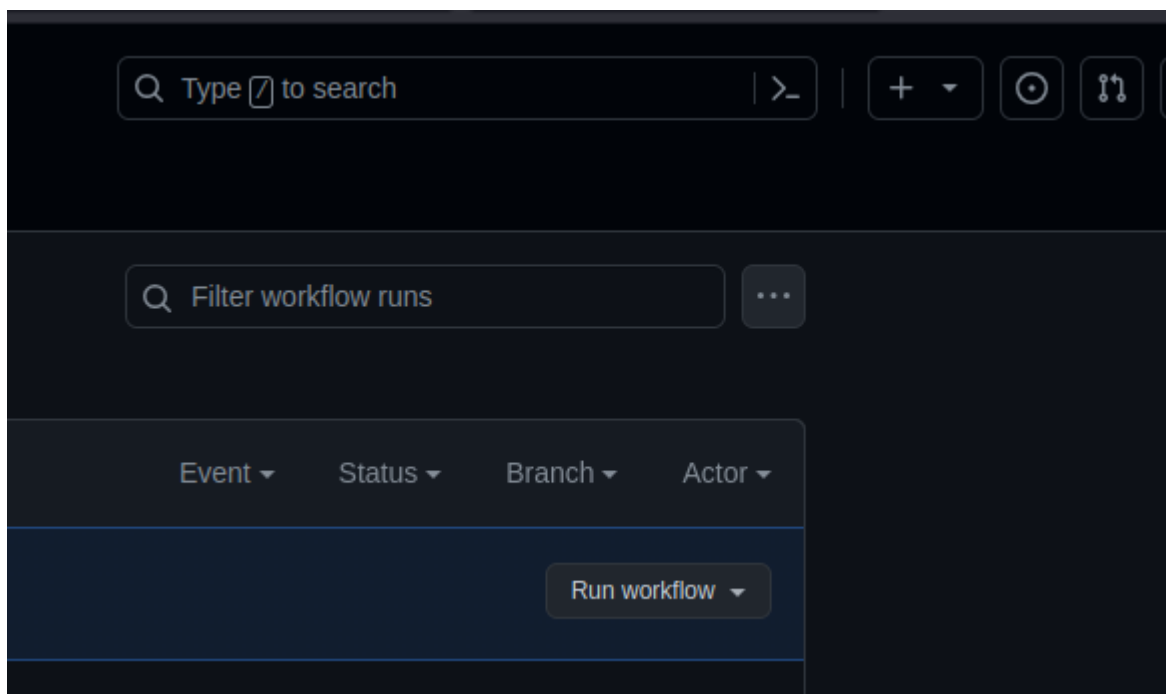 Type / to search
Filter workflow runs
Event Status Branch Actor
Run workflow